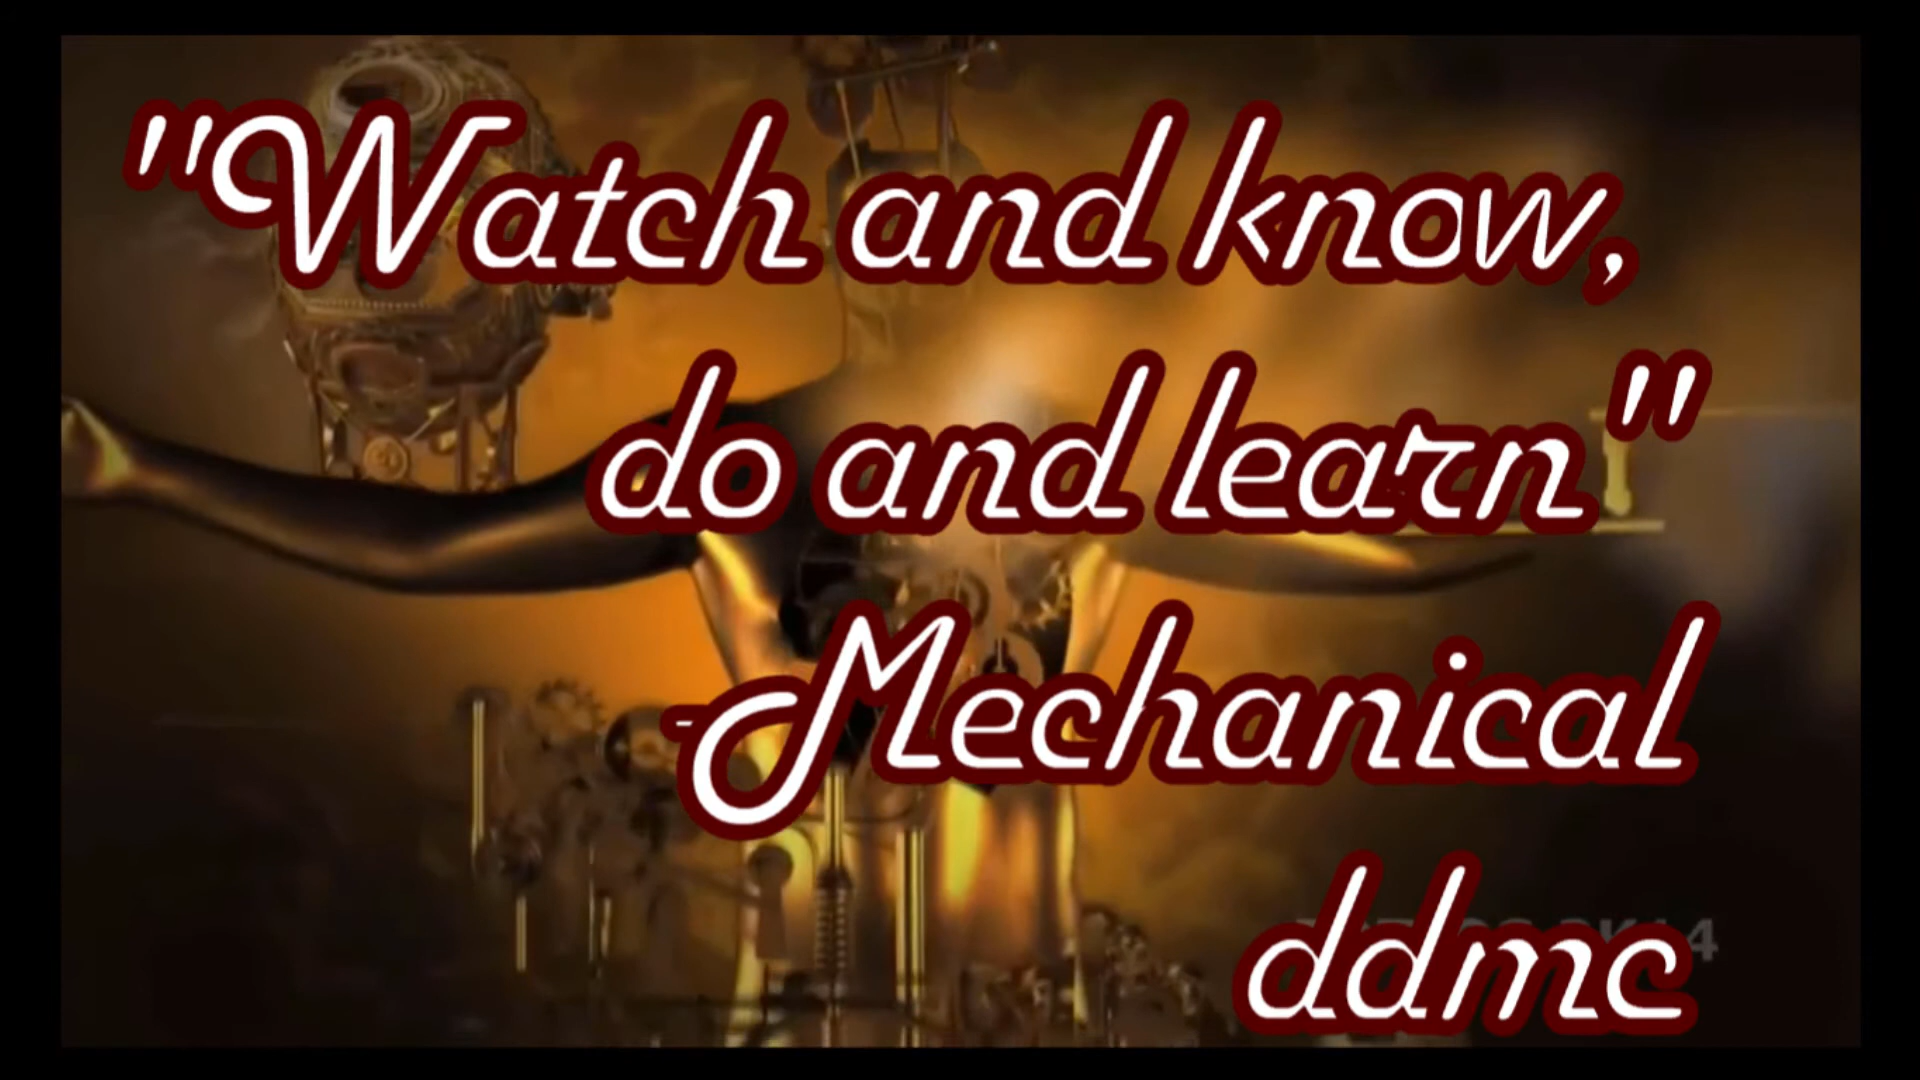 "Watch and know,
do and learn"
-Mechanical
ddmc